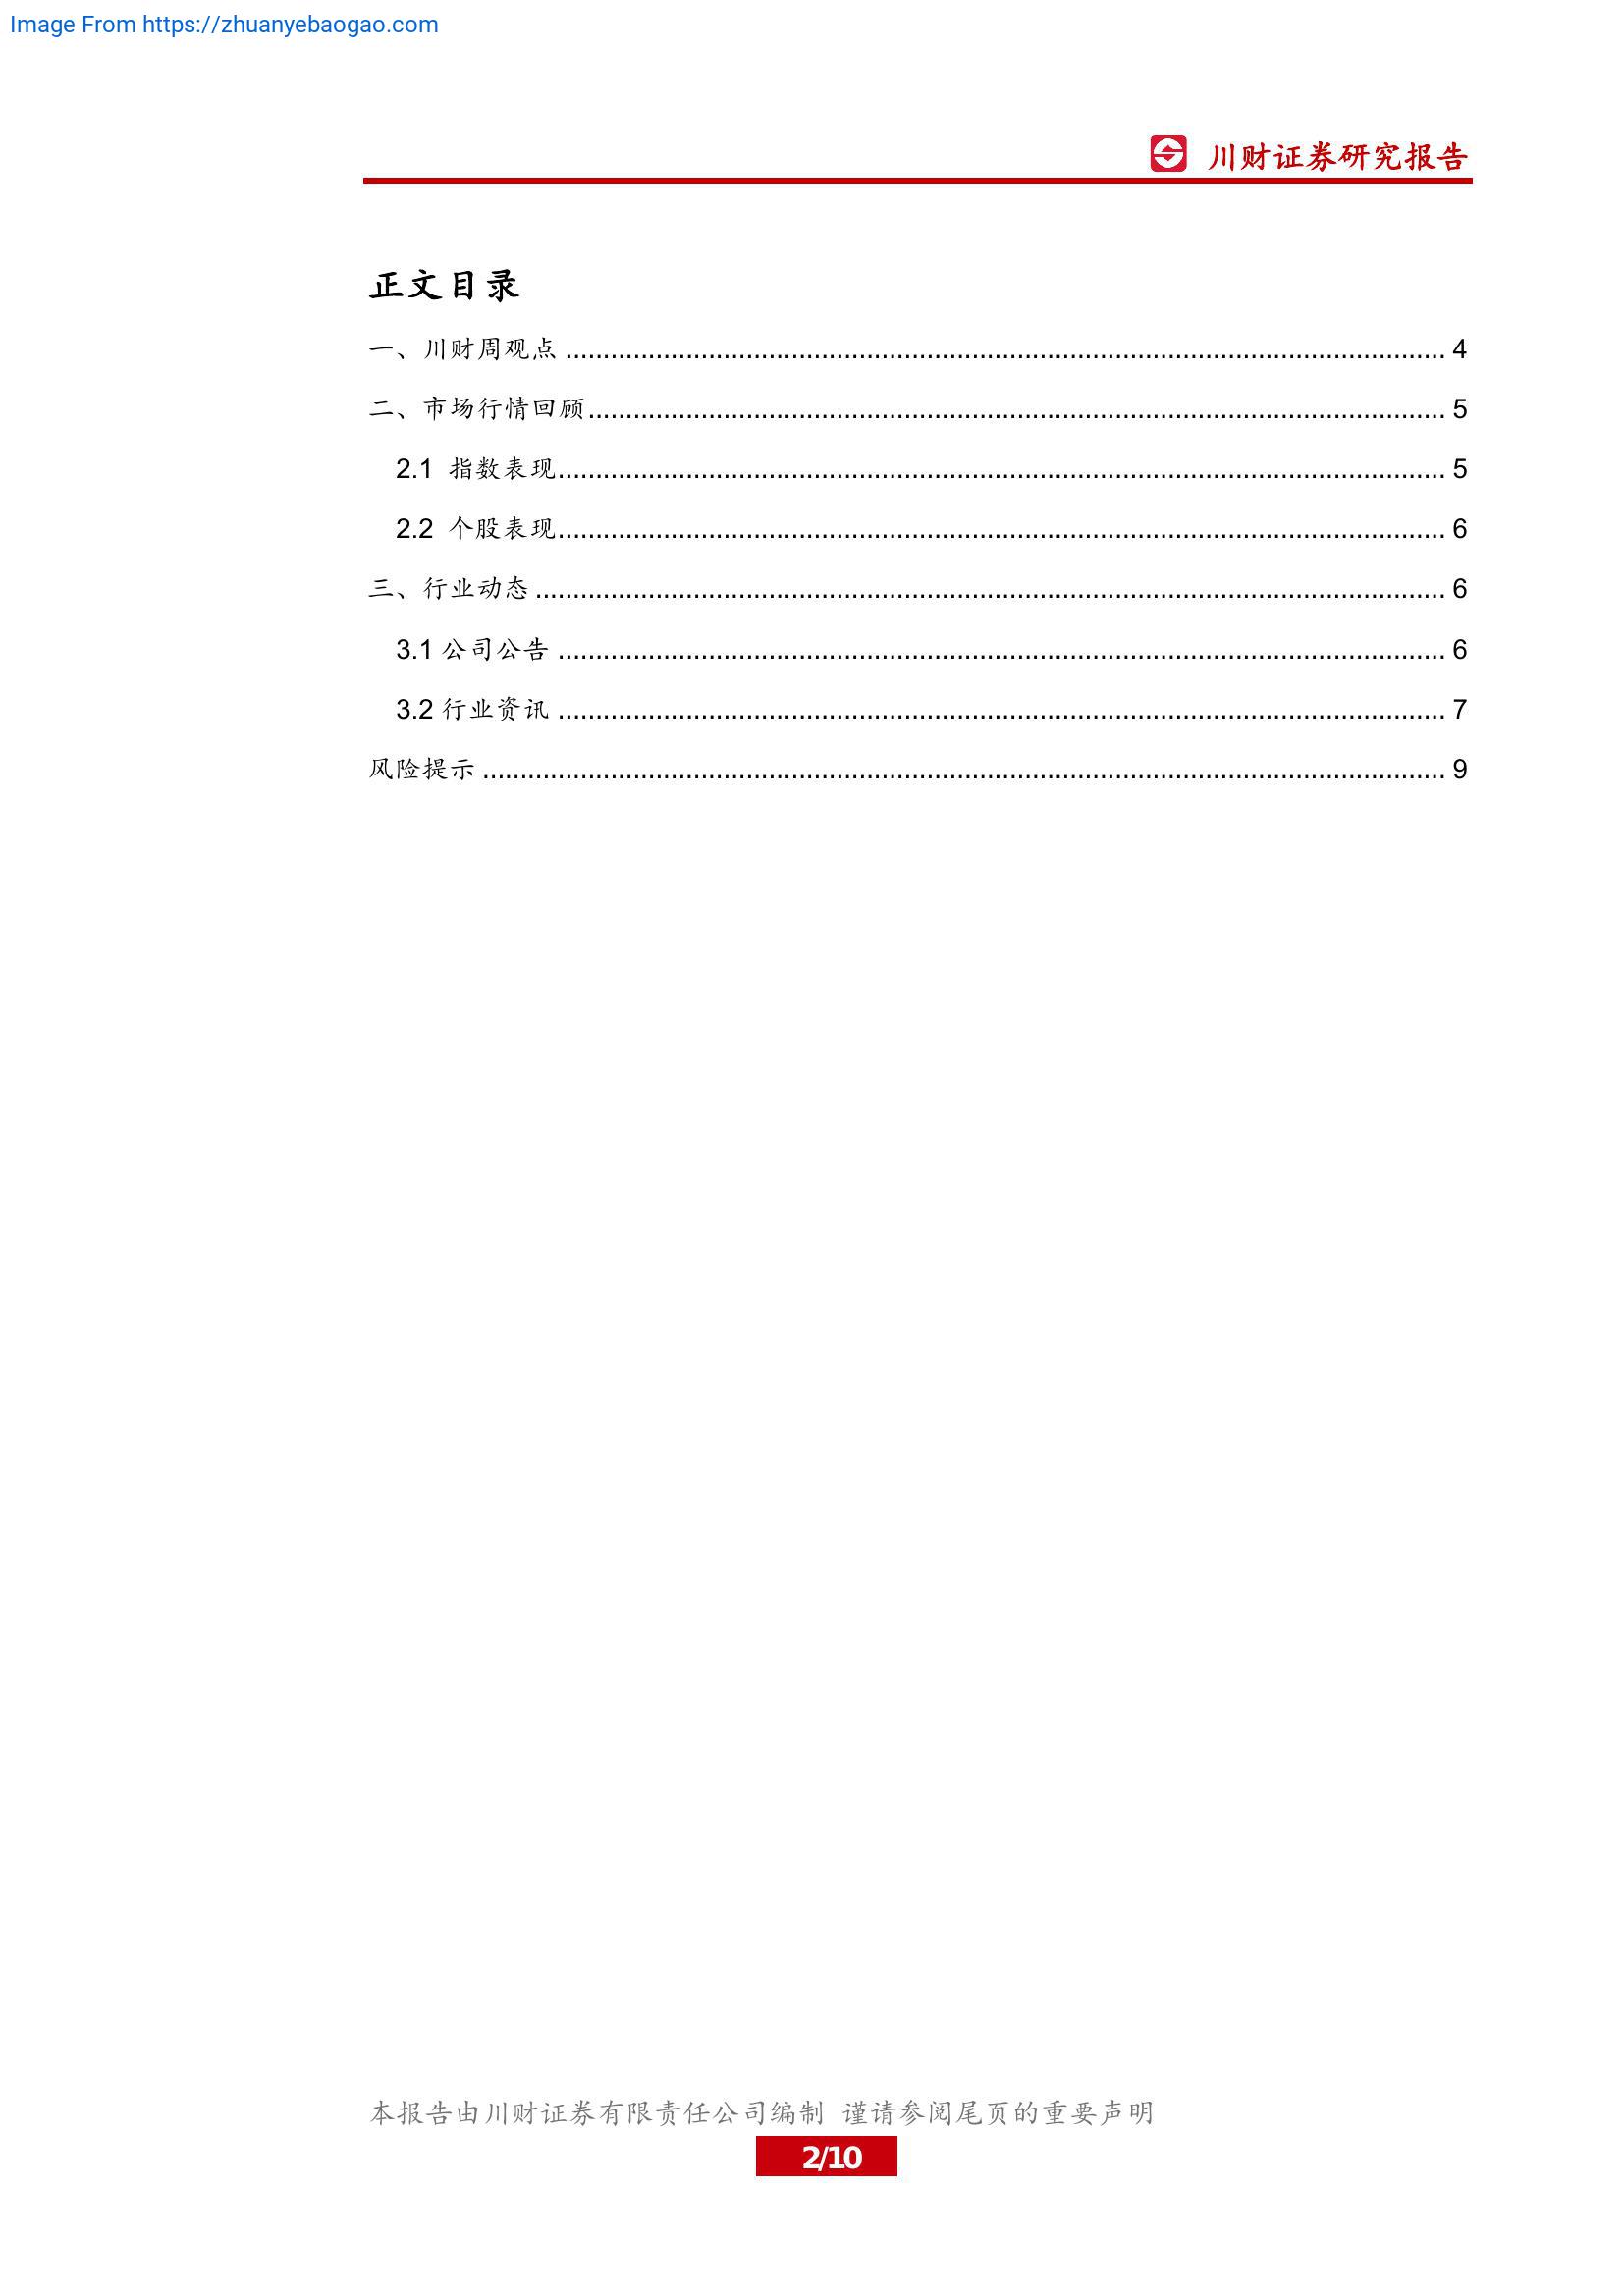 Image From https://zhuanyebaogao.com
川财证券研究报告
正文目录
一、川财周观点 ........................................................................................................................ 4
二、市场行情回顾........................................................................................................................ 5
2.1 指数表现........................................................................................................................ 5
2.2 个股表现........................................................................................................................ 6
三、行业动态 ........................................................................................................................ 6
3.1 公司公告 ........................................................................................................................ 6
3.2 行业资讯 ........................................................................................................................ 7
风险提示 ........................................................................................................................ 9
本报告由川财证券有限责任公司编制 谨请参阅尾页的重要声明
2/10